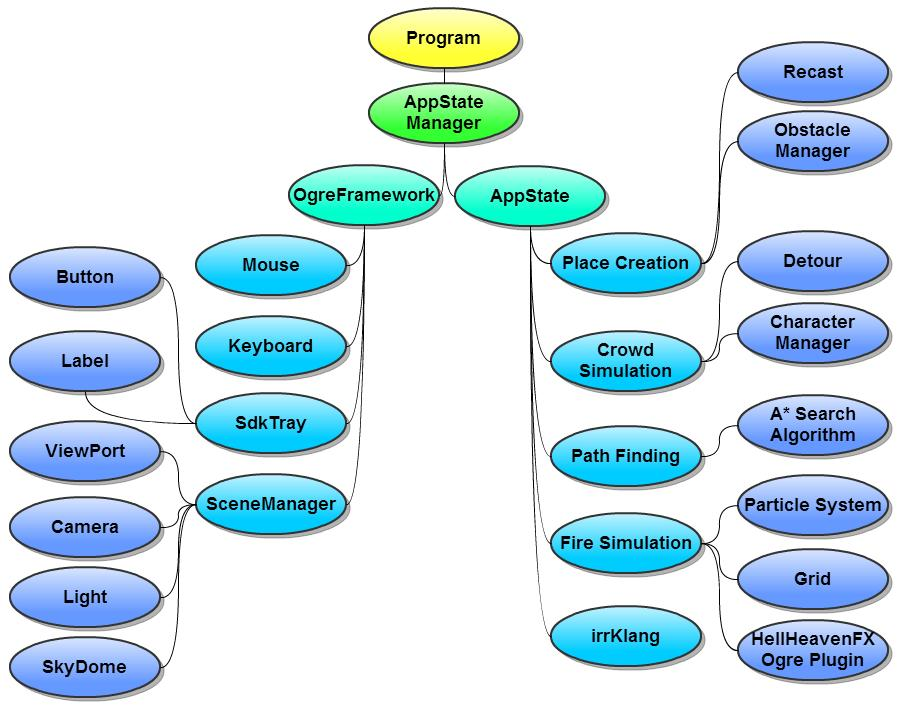 Program
AppState
Manager
OgreFramework
AppState
Mouse
Keyboard
SdkTray
SceneManager
Button
Label
ViewPort
Camera
Light
SkyDome
Place Creation
Crowd
Simulation
Path Finding
Fire Simulation
irrKlang
Recast
Obstacle
Manager
Detour
Character
Manager
A* Search
Algorithm
Particle System
Grid
HellHeavenFX
Ogre Plugin